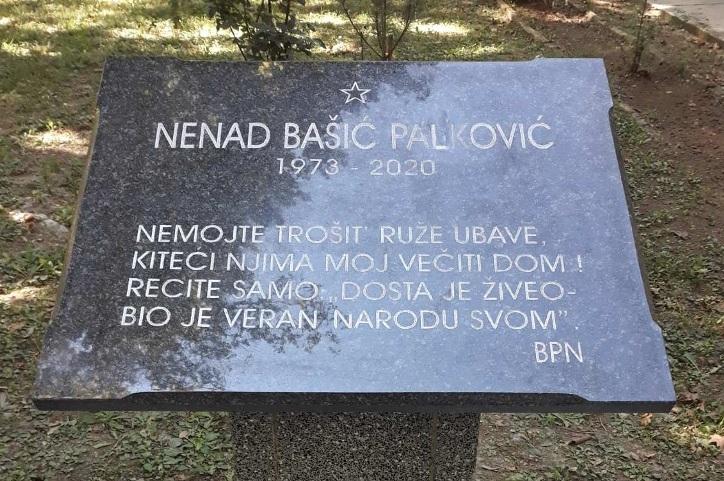 NENAD BAŠIĆ PALKOVIĆ
1973 - 2020
NEMOJTE TROŠIT' RUŽE UBAVE,
KITECI NJIMA MOJ VEČITI DOM !
RECITE SAMO „DOSTA JE ŽIVEO-
BIO JE VERAN NARODU SVOM”.
BPN